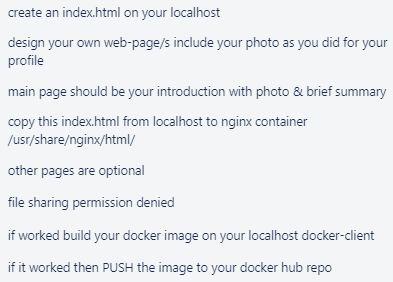 create an index.html on your localhost
design your own web-page/s include your photo as you did for your
profile
main page should be your introduction with photo & brief summary
copy this index.html from localhost to nginx container
/usr/share/nginx/html/
other pages are optional
file sharing permission denied
if worked build your docker image on your localhost docker-client
if it worked then PUSH the image to your docker hub repo